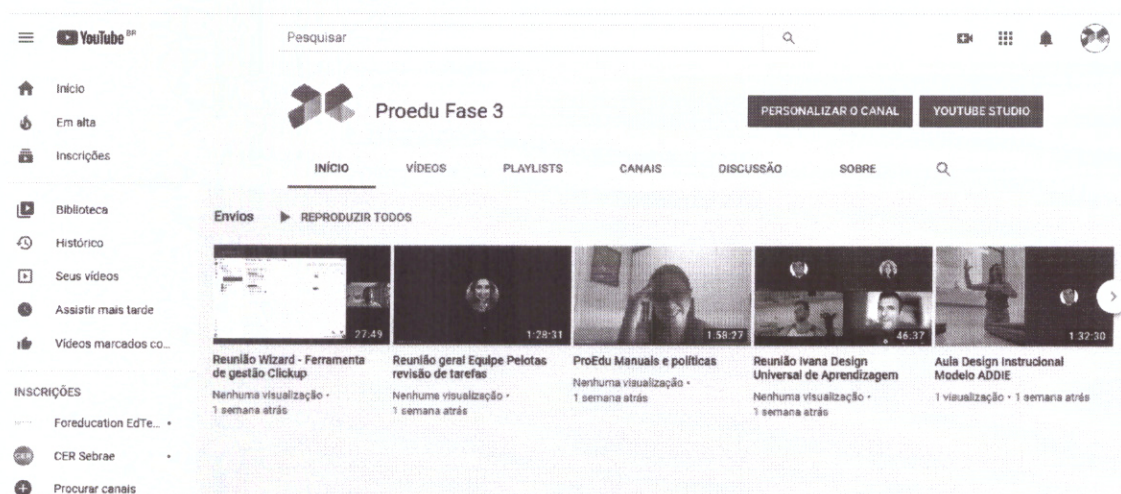 YouTube BR
Pesquisar
Início
Em alta
Inscrições
Biblioteca
Histórico
Seus vídeos
Assistir mais tarde
Vídeos marcados co...
INSCRIÇÕES
Foreducation EdTe...
CER Sebrae
Procurar canais
Proedu Fase 3
PERSONALIZAR O CANAL
YOUTUBE STUDIO
INÍCIO VÍDEOS PLAYLISTS CANAIS DISCUSSÃO SOBRE
Envios REPRODUZIR TODOS
27:49
Reunião Wizard - Ferramenta
de gestão Clickup
Nenhuma visualização •
1 semana atrás
1:28:31
Reunião geral Equipe Pelotas
revisão de tarefas
Nenhuma visualização •
1 semana atrás
1:58:27
ProEdu Manuais e políticas
Nenhuma visualização •
1 semana atrás
46:37
Reunião Ivana Design
Universal de Aprendizagem
Nenhuma visualização •
1 semana atrás
1:32:30
Aula Design Instrucional
Modelo ADDIE
1 visualização • 1 semana atrás